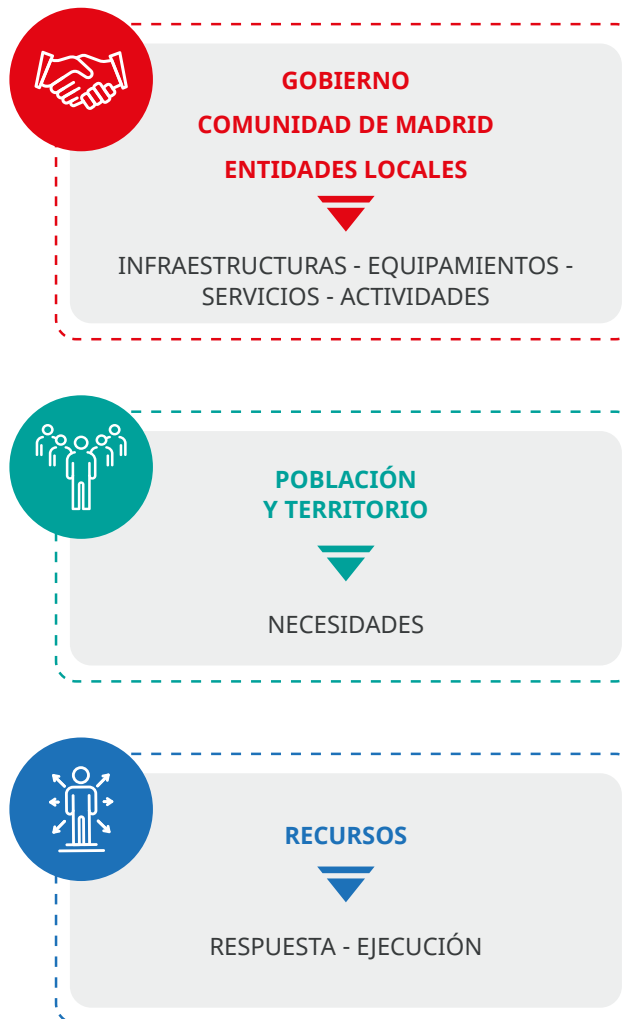 GOBIERNO
COMUNIDAD DE MADRID
ENTIDADES LOCALES
INFRAESTRUCTURAS - EQUIPAMIENTOS -
SERVICIOS - ACTIVIDADES
POBLACIÓN
Y TERRITORIO
NECESIDADES
RECURSOS
RESPUESTA - EJECUCIÓN